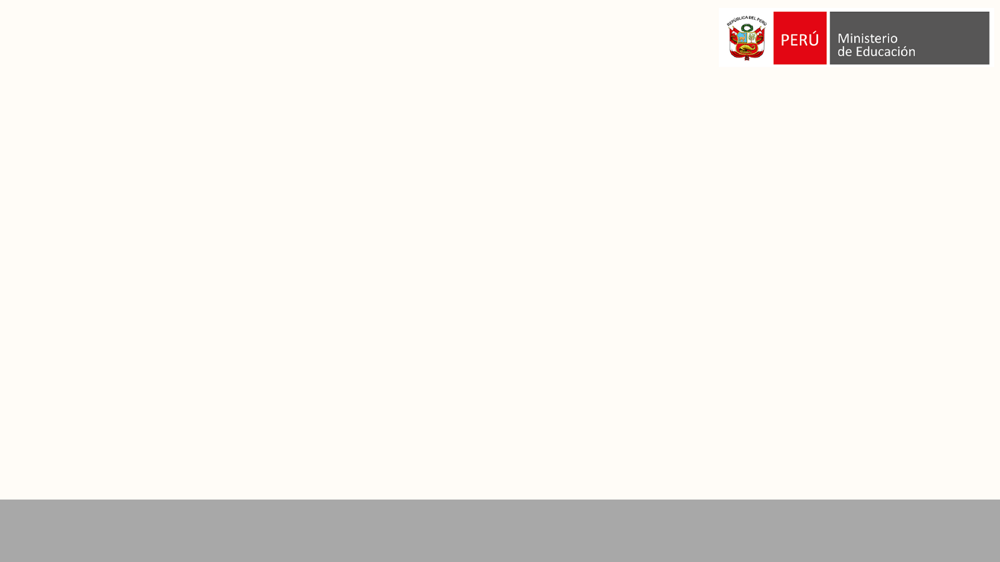 REPÚBLICA DEL PERÚ
PERÚ
Ministerio
de Educación